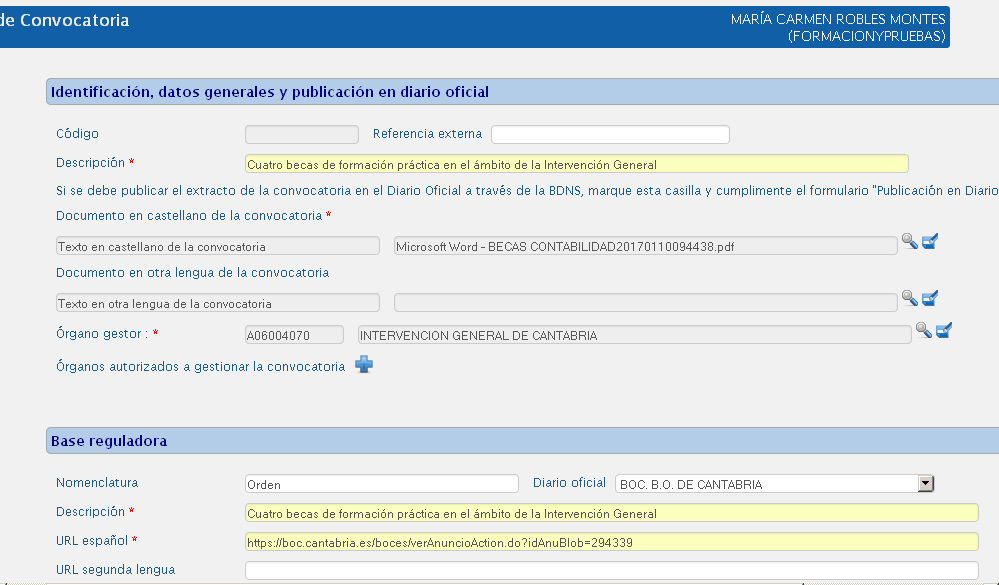 de Convocatoria
MARÍA CARMEN ROBLES MONTES
(FORMACIONYPRUEBAS)
Identificación, datos generales y publicación en diario oficial
Código Referencia externa
Descripción * Cuatro becas de formación práctica en el ámbito de la Intervención General
Si se debe publicar el extracto de la convocatoria en el Diario Oficial a través de la BDNS, marque esta casilla y cumplimente el formulario "Publicación en Diario
Documento en castellano de la convocatoria *
Texto en castellano de la convocatoria Microsoft Word - BECAS CONTABILIDAD20170110094438.pdf
Documento en otra lengua de la convocatoria
Texto en otra lengua de la convocatoria
Órgano gestor : * A06004070 INTERVENCION GENERAL DE CANTABRIA
Órganos autorizados a gestionar la convocatoria
Base reguladora
Nomenclatura Orden Diario oficial BOC. B.O. DE CANTABRIA
Descripción * Cuatro becas de formación práctica en el ámbito de la Intervención General
URL español * https://boc.cantabria.es/boces/verAnuncioAction.do?idAnuBlob=294339
URL segunda lengua